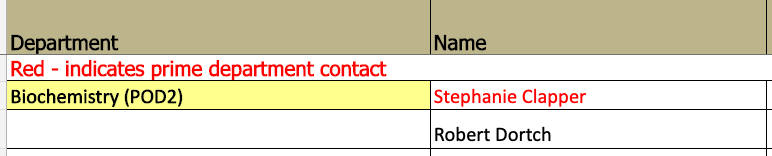 Department Name
Red - indicates prime department contact
Biochemistry (POD2) Stephanie Clapper
Robert Dortch